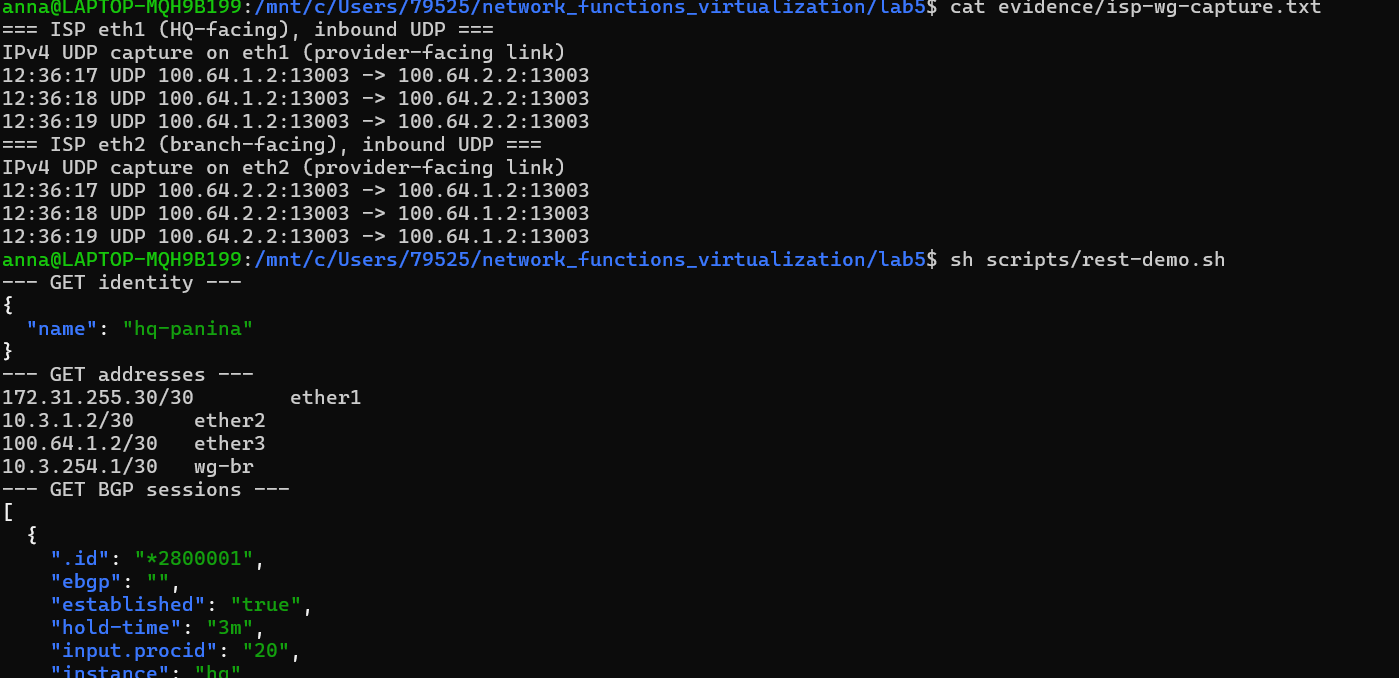 anna@LAPTOP-MQH9B199:/mnt/c/Users/79525/network_functions_virtualization/lab5$ cat evidence/isp-wg-capture.txt
=== ISP eth1 (HQ-facing), inbound UDP ===
IPv4 UDP capture on eth1 (provider-facing link)
12:36:17 UDP 100.64.1.2:13003 -> 100.64.2.2:13003
12:36:18 UDP 100.64.1.2:13003 -> 100.64.2.2:13003
12:36:19 UDP 100.64.1.2:13003 -> 100.64.2.2:13003
=== ISP eth2 (branch-facing), inbound UDP ===
IPv4 UDP capture on eth2 (provider-facing link)
12:36:17 UDP 100.64.2.2:13003 -> 100.64.1.2:13003
12:36:18 UDP 100.64.2.2:13003 -> 100.64.1.2:13003
12:36:19 UDP 100.64.2.2:13003 -> 100.64.1.2:13003
anna@LAPTOP-MQH9B199:/mnt/c/Users/79525/network_functions_virtualization/lab5$ sh scripts/rest-demo.sh
--- GET identity ---
{
  "name": "hq-panina"
}
--- GET addresses ---
172.31.255.30/30        ether1
10.3.1.2/30     ether2
100.64.1.2/30   ether3
10.3.254.1/30   wg-br
--- GET BGP sessions ---
[
  {
    ".id": "*2800001",
    "ebgp": "",
    "established": "true",
    "hold-time": "3m",
    "input.procid": "20",
    "instance": "hq"